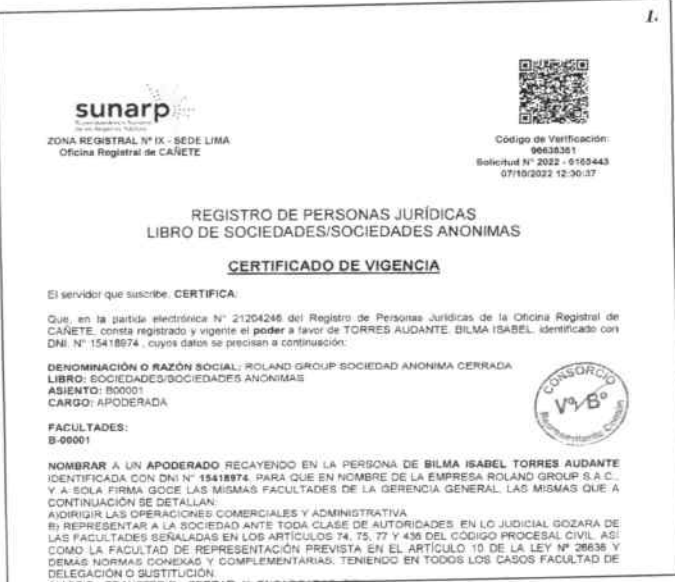 1.
sunarp
ZONA REGISTRAL N° IX - SEDE LIMA
Oficina Registral de CAÑETE
Código de Verificación:
96638381
Solicitud N° 2022 - 6165443
07/10/2022 12:30:37
REGISTRO DE PERSONAS JURÍDICAS
LIBRO DE SOCIEDADES/SOCIEDADES ANONIMAS
CERTIFICADO DE VIGENCIA
El servidor que suscribe, CERTIFICA:
Que, en la partida electrónica N° 21204246 del Registro de Personas Juridicas de la Oficina Registral de
CAÑETE, consta registrado y vigente el poder a favor de TORRES AUDANTE, BILMA ISABEL, identificado con
DNI. N° 15418974 , cuyos datos se precisan a continuación:
DENOMINACIÓN O RAZÓN SOCIAL: ROLAND GROUP SOCIEDAD ANONIMA CERRADA
LIBRO: SOCIEDADES/SOCIEDADES ANONIMAS
ASIENTO: B00001
CARGO: APODERADA
CONSORCIO
V° B°
Representante Común
FACULTADES:
B-00001
NOMBRAR A UN APODERADO RECAYENDO EN LA PERSONA DE BILMA ISABEL TORRES AUDANTE
IDENTIFICADA CON DNI N° 15418974, PARA QUE EN NOMBRE DE LA EMPRESA ROLAND GROUP S.A.C.,
Y A SOLA FIRMA GOCE LAS MISMAS FACULTADES DE LA GERENCIA GENERAL, LAS MISMAS QUE A
CONTINUACIÓN SE DETALLAN:
A)DIRIGIR LAS OPERACIONES COMERCIALES Y ADMINISTRATIVA
B) REPRESENTAR A LA SOCIEDAD ANTE TODA CLASE DE AUTORIDADES. EN LO JUDICIAL GOZARA DE
LAS FACULTADES SEÑALADAS EN LOS ARTÍCULOS 74, 75, 77 Y 436 DEL CÓDIGO PROCESAL CIVIL, ASÍ
COMO LA FACULTAD DE REPRESENTACIÓN PREVISTA EN EL ARTÍCULO 10 DE LA LEY N° 26636 Y
DEMÁS NORMAS CONEXAS Y COMPLEMENTARIAS. TENIENDO EN TODOS LOS CASOS FACULTAD DE
DELEGACIÓN O SUSTITUCIÓN